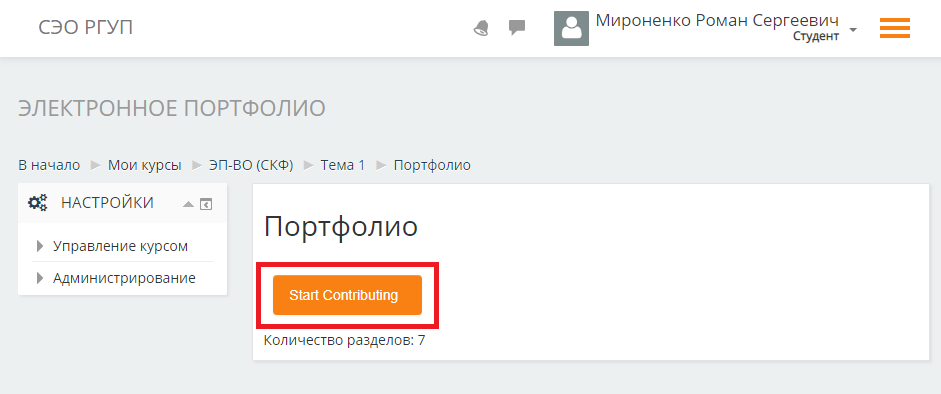 СЭО РГУП
Мироненко Роман Сергеевич
Студент
ЭЛЕКТРОННОЕ ПОРТФОЛИО
В начало ► Мои курсы ► ЭП-ВО (СКФ) ► Тема 1 ► Портфолио
НАСТРОЙКИ
Управление курсом
Администрирование
Портфолио
Start Contributing
Количество разделов: 7